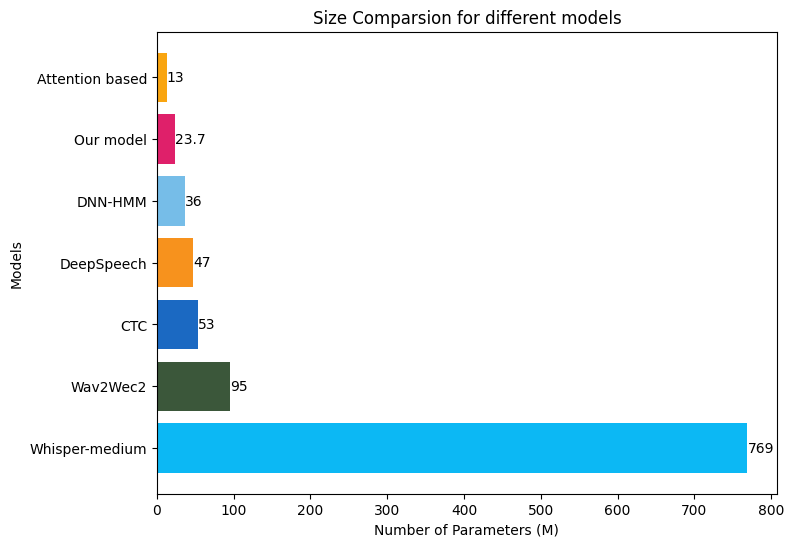 Size Comparsion for different models
Models
Attention based 13
Our model 23.7
DNN-HMM 36
DeepSpeech 47
CTC 53
Wav2Wec2 95
Whisper-medium 769
0 100 200 300 400 500 600 700 800
Number of Parameters (M)